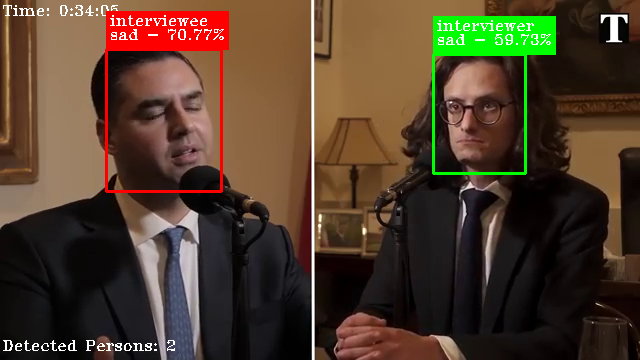 Time: 0:34:05
interviewee
sad - 70.77%
interviewer
sad - 59.73%
T
Detected Persons: 2